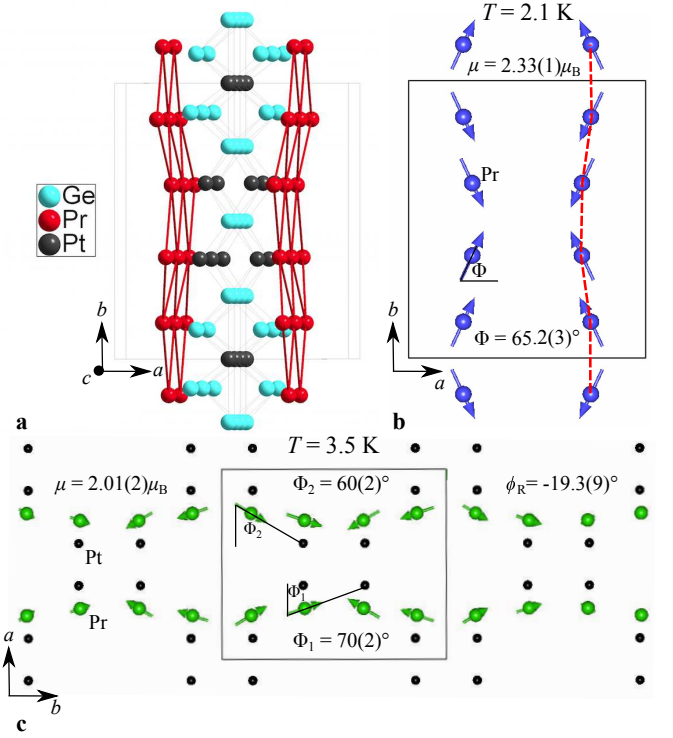 Ge
Pr
Pt
b
c
a
a
T = 2.1 K
μ = 2.33(1)μB
Pr
Φ
Φ = 65.2(3)°
b
a
b
T = 3.5 K
μ = 2.01(2)μB
Φ2 = 60(2)°
ϕR= -19.3(9)°
Φ2
Pt
Φ1
Pr
Φ1 = 70(2)°
a
b
c